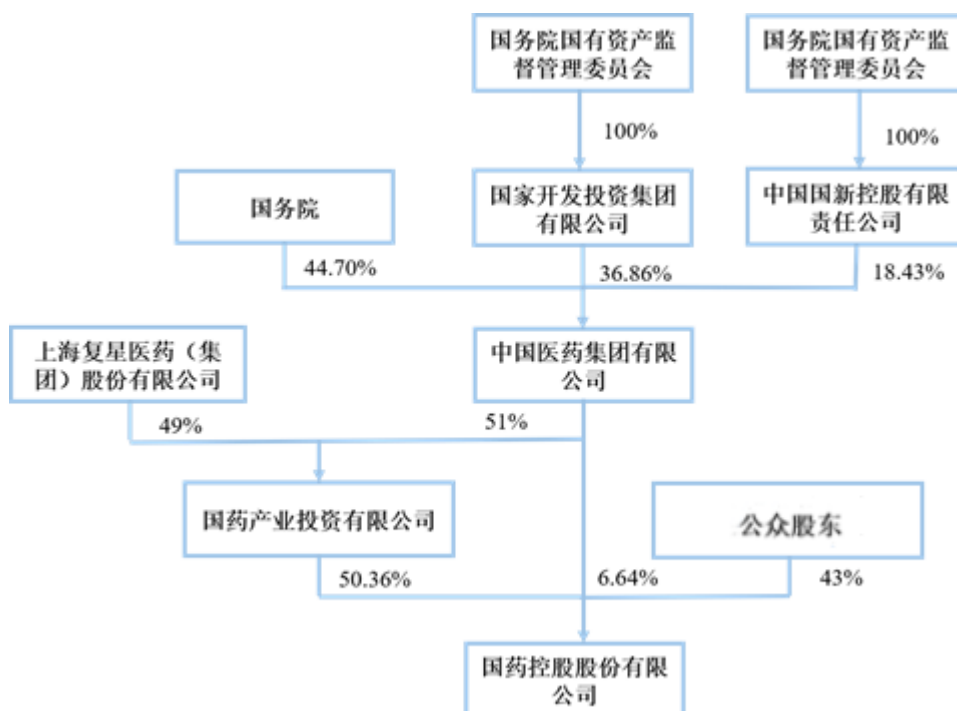 国务院国有资产监
督管理委员会
国务院国有资产监
督管理委员会
100%
100%
国务院
国家开发投资集团
有限公司
中国国新控股有限
责任公司
44.70%
36.86%
18.43%
上海复星医药（集
团）股份有限公司
中国医药集团有限
公司
49%
51%
国药产业投资有限公司
公众股东
50.36%
6.64%
43%
国药控股股份有限
公司